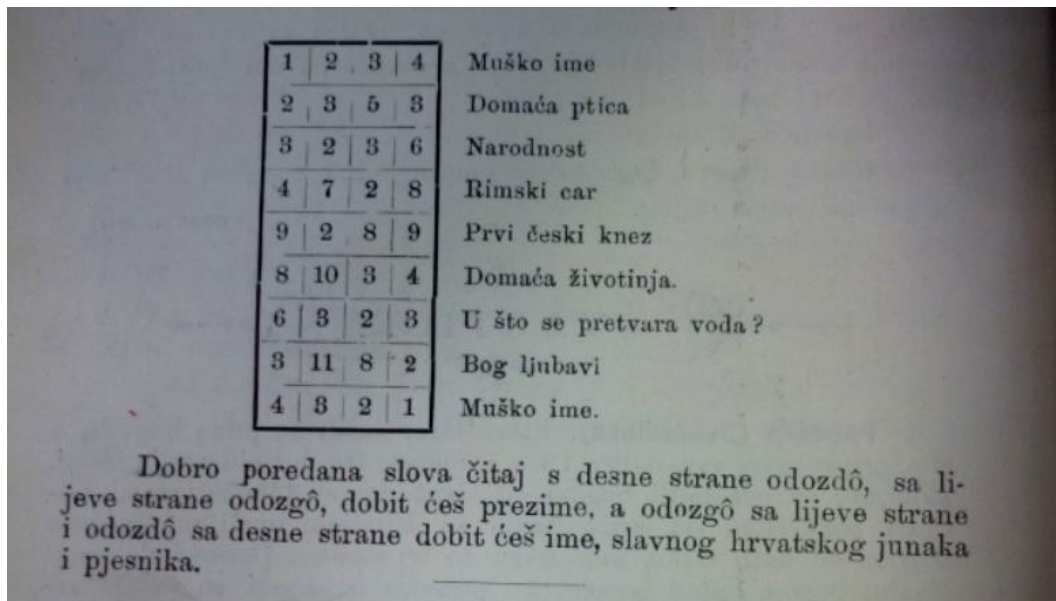 1 2 3 4 Muško ime
2 3 5 3 Domaća ptica
3 2 3 6 Narodnost
4 7 2 8 Rimski car
9 2 8 9 Prvi česki knez
8 10 3 4 Domaća životinja.
6 3 2 3 U što se pretvara voda?
3 11 8 2 Bog ljubavi
4 3 2 1 Muško ime.
Dobro poredana slova čitaj s desne strane odozdô, sa li-
jeve strane odozgô, dobit ćeš prezime, a odozgô sa lijeve strane
i odozdô sa desne strane dobit ćeš ime, slavnog hrvatskog junaka
i pjesnika.